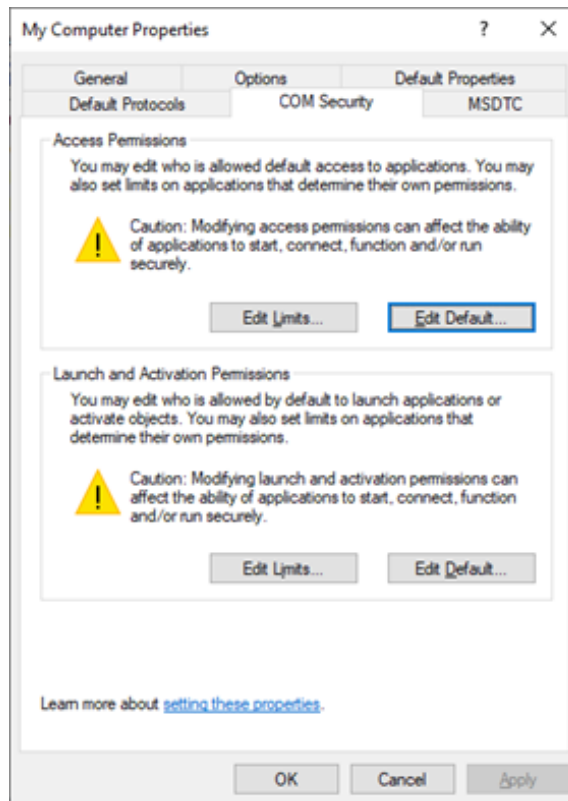 My Computer Properties ? ×
General Options Default Properties
Default Protocols COM Security MSDTC
Access Permissions
You may edit who is allowed default access to applications. You may
also set limits on applications that determine their own permissions.
Caution: Modifying access permissions can affect the ability
of applications to start, connect, function and/or run
securely.
Edit Limits... Edit Default...
Launch and Activation Permissions
You may edit who is allowed by default to launch applications or
activate objects. You may also set limits on applications that
determine their own permissions.
Caution: Modifying launch and activation permissions can
affect the ability of applications to start, connect, function
and/or run securely.
Edit Limits... Edit Default...
Learn more about setting these properties.
OK Cancel Apply